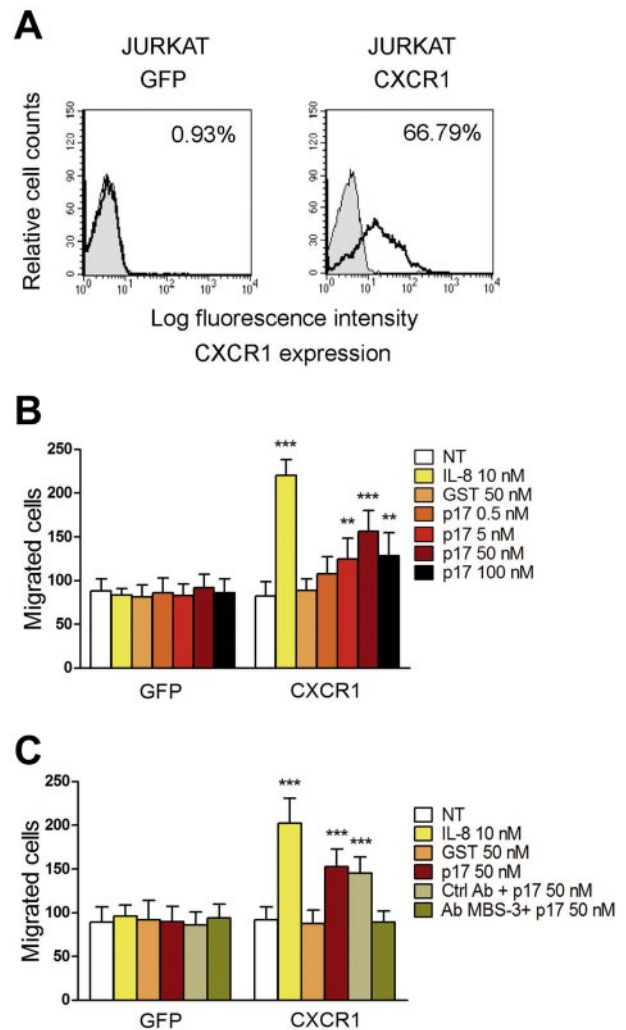 A
JURKAT
GFP
JURKAT
CXCR1
Relative cell counts
150
120
90
60
30
0
0.93%
10^0 10^1 10^2 10^3 10^4
150
120
90
60
30
0
66.79%
10^0 10^1 10^2 10^3 10^4
Log fluorescence intensity
CXCR1 expression
B
Migrated cells
250
200
150
100
50
0
***
**
***
**
GFP
CXCR1
NT
IL-8 10 nM
GST 50 nM
p17 0.5 nM
p17 5 nM
p17 50 nM
p17 100 nM
C
Migrated cells
250
200
150
100
50
0
***
***
***
GFP
CXCR1
NT
IL-8 10 nM
GST 50 nM
p17 50 nM
Ctrl Ab + p17 50 nM
Ab MBS-3+ p17 50 nM